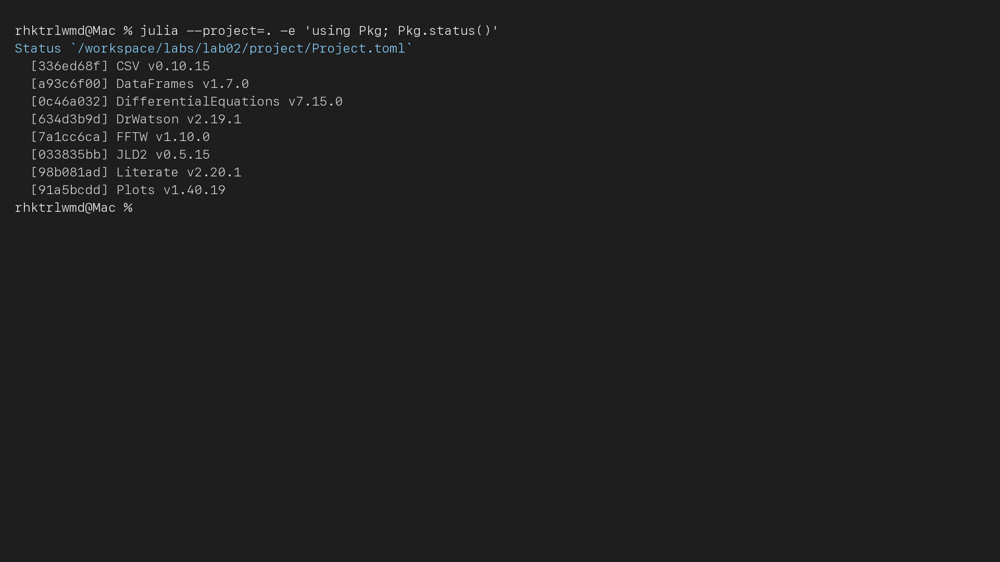 rhktrlwmd@Mac % julia --project=. -e 'using Pkg; Pkg.status()'
Status `/workspace/labs/lab02/project/Project.toml`
  [336ed68f] CSV v0.10.15
  [a93c6f00] DataFrames v1.7.0
  [0c46a032] DifferentialEquations v7.15.0
  [634d3b9d] DrWatson v2.19.1
  [7a1cc6ca] FFTW v1.10.0
  [033835bb] JLD2 v0.5.15
  [98b081ad] Literate v2.20.1
  [91a5bcdd] Plots v1.40.19
rhktrlwmd@Mac %